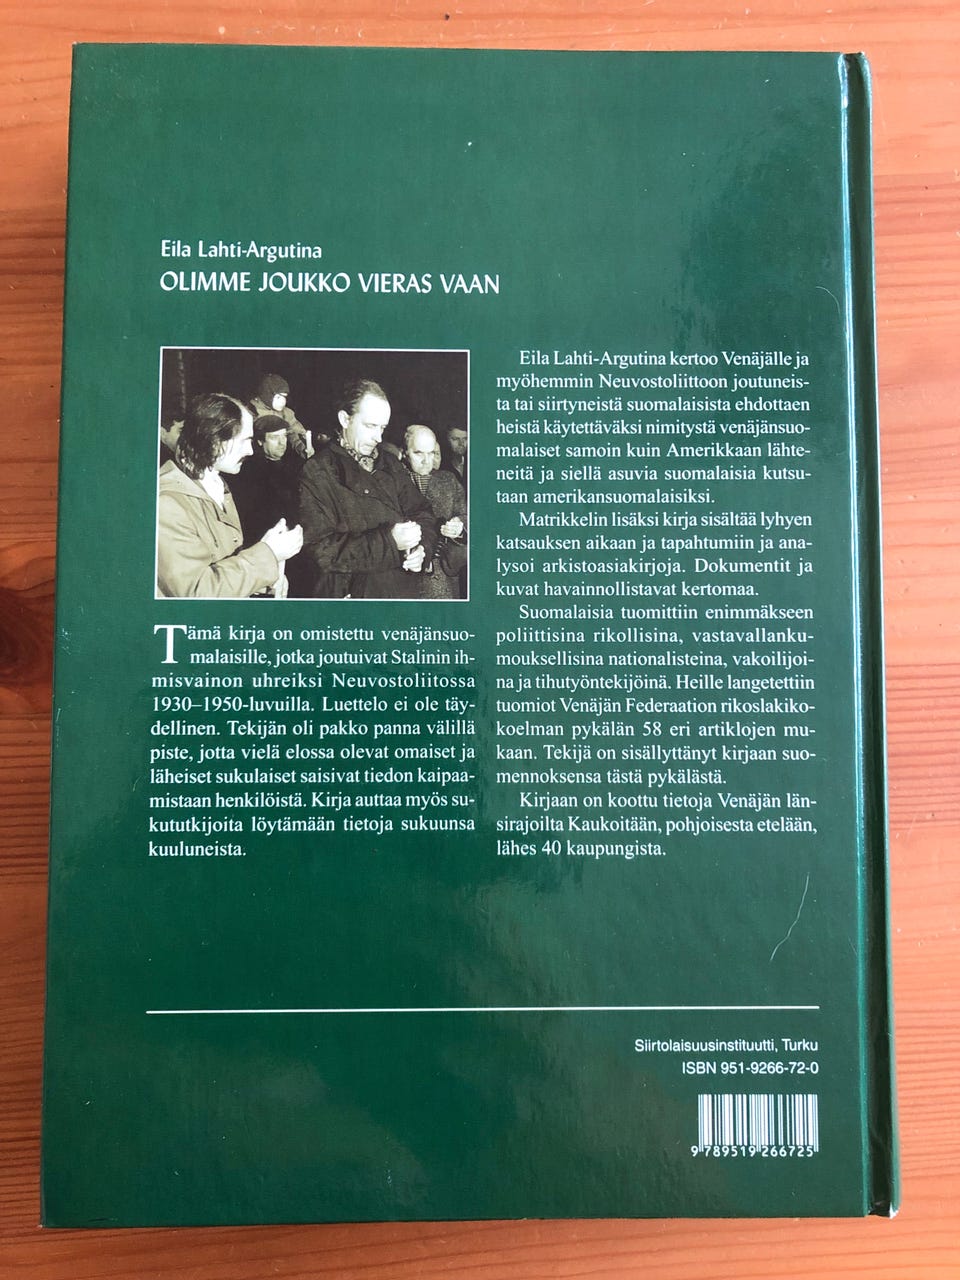 Eila Lahti-Argutina
OLIMME JOUKKO VIERAS VAAN
Tämä kirja on omistettu venäjänsuo-
malaisille, jotka joutuivat Stalinin ih-
misvainon uhreiksi Neuvostoliitossa
1930–1950-luvuilla. Luettelo ei ole täy-
dellinen. Tekijän oli pakko panna välillä
piste, jotta vielä elossa olevat omaiset ja
läheiset sukulaiset saisivat tiedon kaipaa-
mistaan henkilöistä. Kirja auttaa myös su-
kututkijoita löytämään tietoja sukuunsa
kuuluneista.
Eila Lahti-Argutina kertoo Venäjälle ja
myöhemmin Neuvostoliittoon joutuneis-
ta tai siirtyneistä suomalaisista ehdottaen
heistä käytettäväksi nimitystä venäjänsuo-
malaiset samoin kuin Amerikkaan lähte-
neitä ja siellä asuvia suomalaisia kutsu-
taan amerikansuomalaisiksi.
Matrikkelin lisäksi kirja sisältää lyhyen
katsauksen aikaan ja tapahtumiin ja ana-
lysoi arkistoasiakirjoja. Dokumentit ja
kuvat havainnollistavat kertomaa.
Suomalaisia tuomittiin enimmäkseen
poliittisina rikollisina, vastavallanku-
mouksellisina nationalisteina, vakoilijoi-
na ja tihutyöntekijöinä. Heille langetettiin
tuomiot Venäjän Federaation rikoslakiko-
koelman pykälän 58 eri artiklojen mu-
kaan. Tekijä on sisällyttänyt kirjaan suo-
mennoksensa tästä pykälästä.
Kirjaan on koottu tietoja Venäjän län-
sirajoilta Kaukoitään, pohjoisesta etelään,
lähes 40 kaupungista.
Siirtolaisuusinstituutti, Turku
ISBN 951-9266-72-0
9 789519 266725